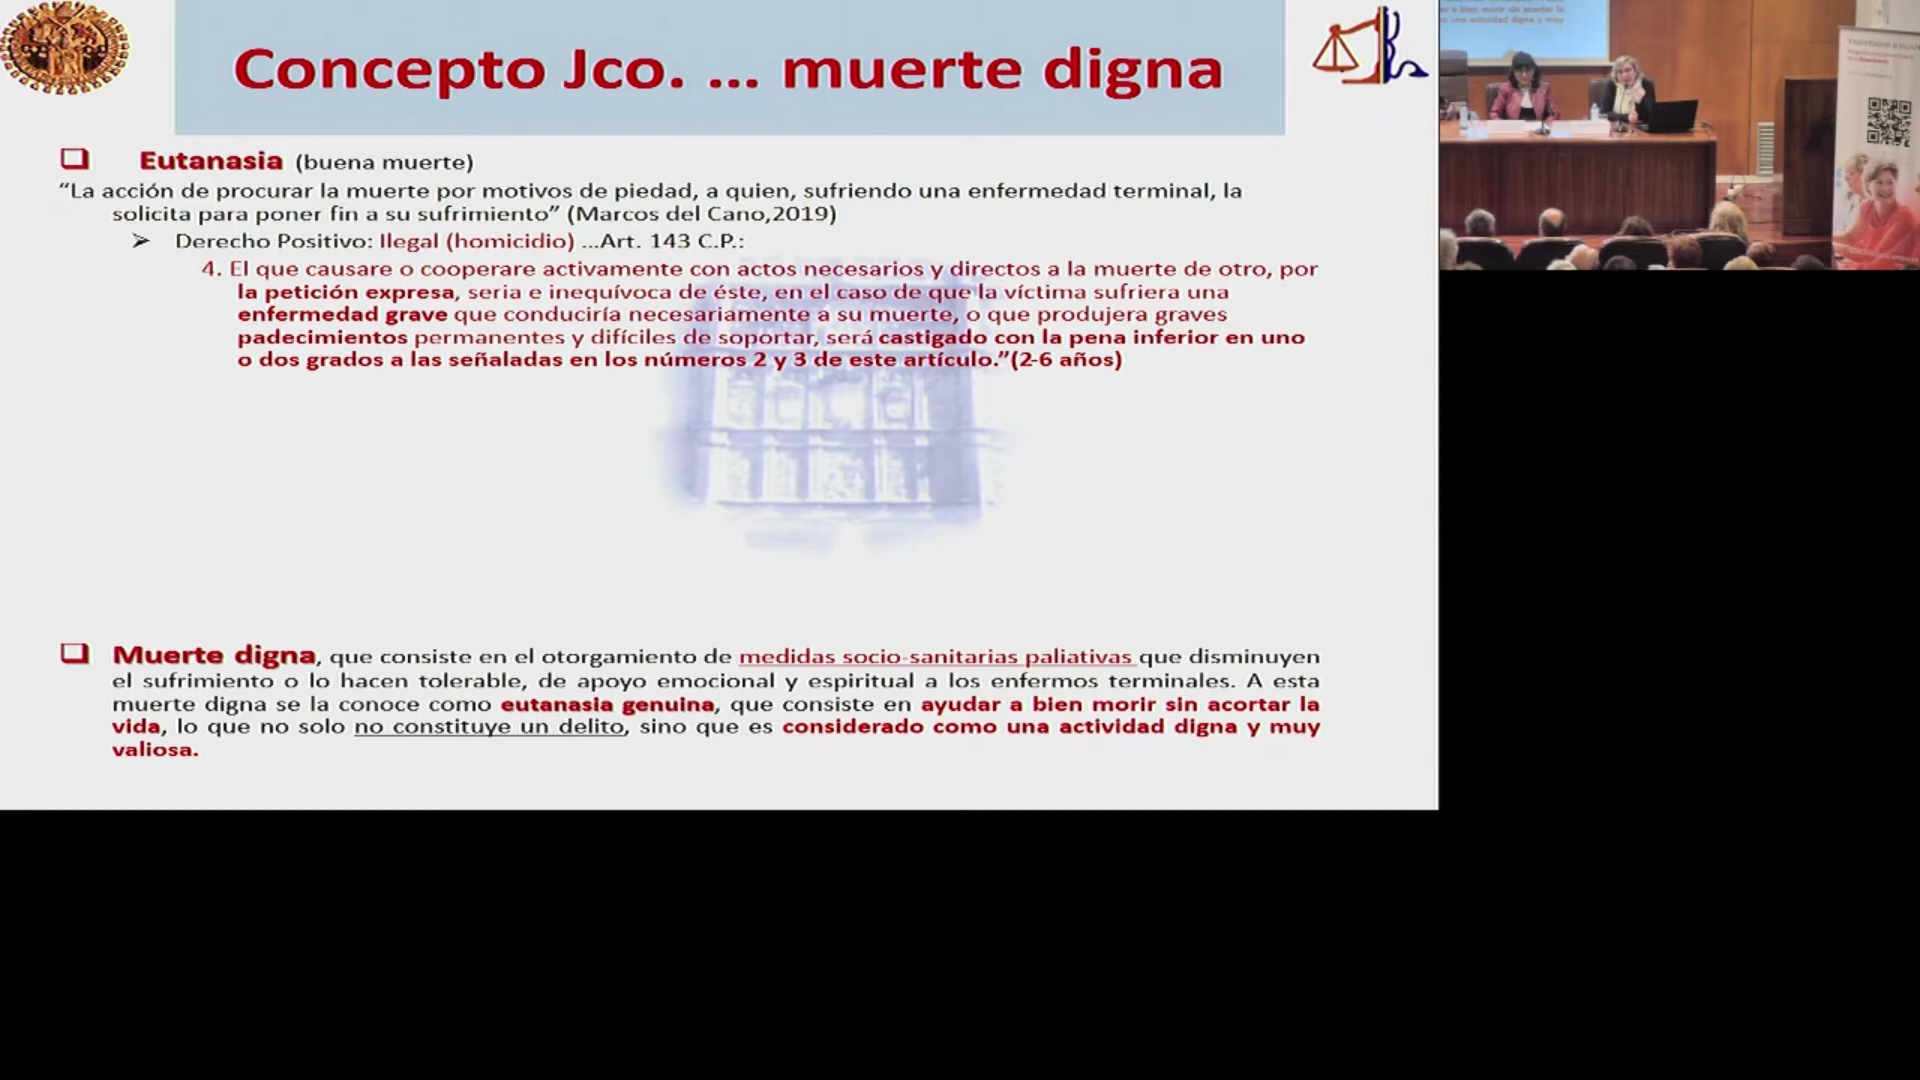 Concepto Jco. ... muerte digna
❑ Eutanasia (buena muerte)
“La acción de procurar la muerte por motivos de piedad, a quien, sufriendo una enfermedad terminal, la
solicita para poner fin a su sufrimiento” (Marcos del Cano,2019)
➢ Derecho Positivo: Ilegal (homicidio) ...Art. 143 C.P.:
4. El que causare o cooperare activamente con actos necesarios y directos a la muerte de otro, por
la petición expresa, seria e inequívoca de éste, en el caso de que la víctima sufriera una
enfermedad grave que conduciría necesariamente a su muerte, o que produjera graves
padecimientos permanentes y difíciles de soportar, será castigado con la pena inferior en uno
o dos grados a las señaladas en los números 2 y 3 de este artículo.”(2-6 años)
❑ Muerte digna, que consiste en el otorgamiento de medidas socio-sanitarias paliativas que disminuyen
el sufrimiento o lo hacen tolerable, de apoyo emocional y espiritual a los enfermos terminales. A esta
muerte digna se la conoce como eutanasia genuina, que consiste en ayudar a bien morir sin acortar la
vida, lo que no solo no constituye un delito, sino que es considerado como una actividad digna y muy
valiosa.
a bien morir sin acortar la
una actividad digna y muy